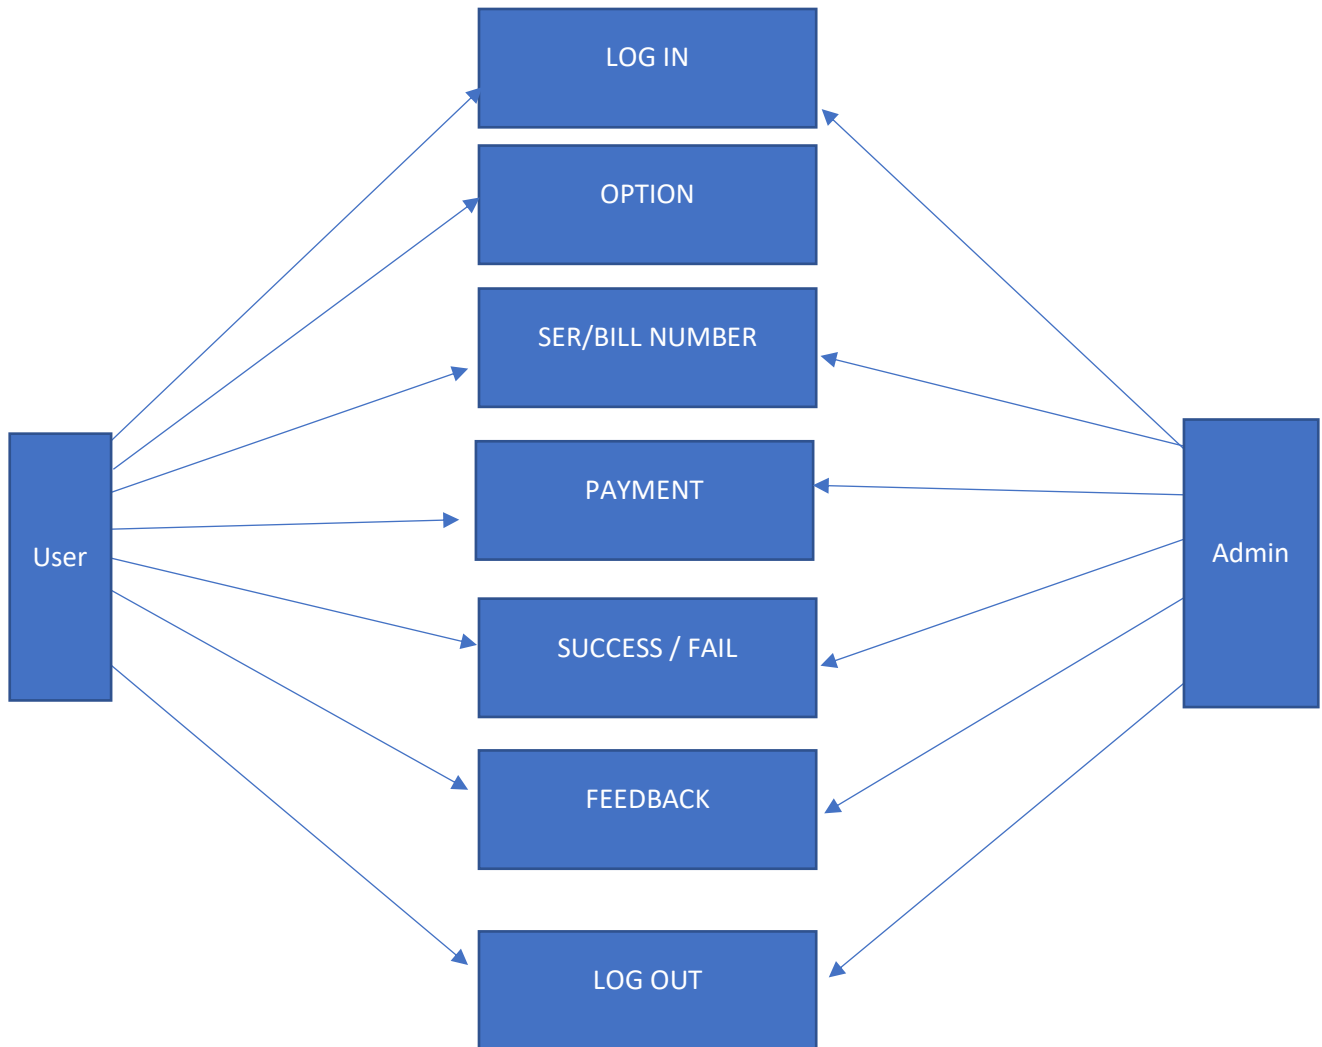 LOG IN
OPTION
SER/BILL NUMBER
PAYMENT
User
Admin
SUCCESS / FAIL
FEEDBACK
LOG OUT